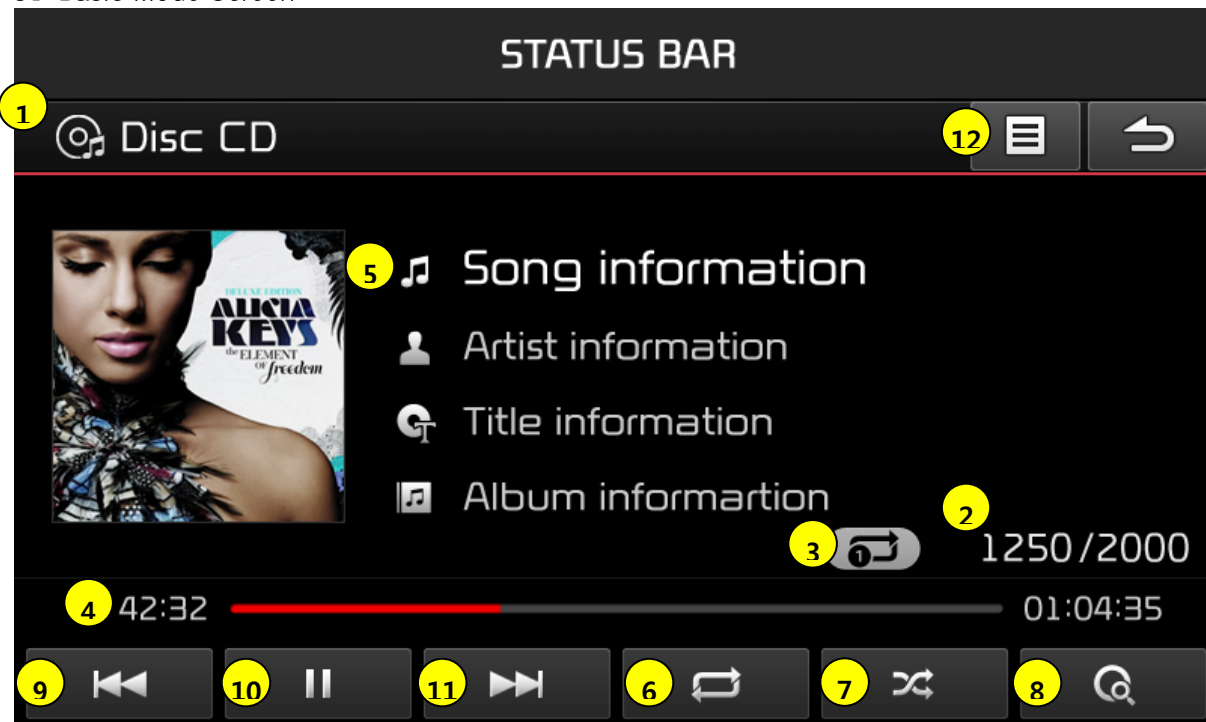 STATUS BAR
1
Disc CD
12
5
Song information
DELUXE EDITION
ALICIA
KEYS
the ELEMENT
OF freedom
Artist information
Title information
Album informartion
2
3
1
1250/2000
4
42:32
01:04:35
9
10
11
6
7
8